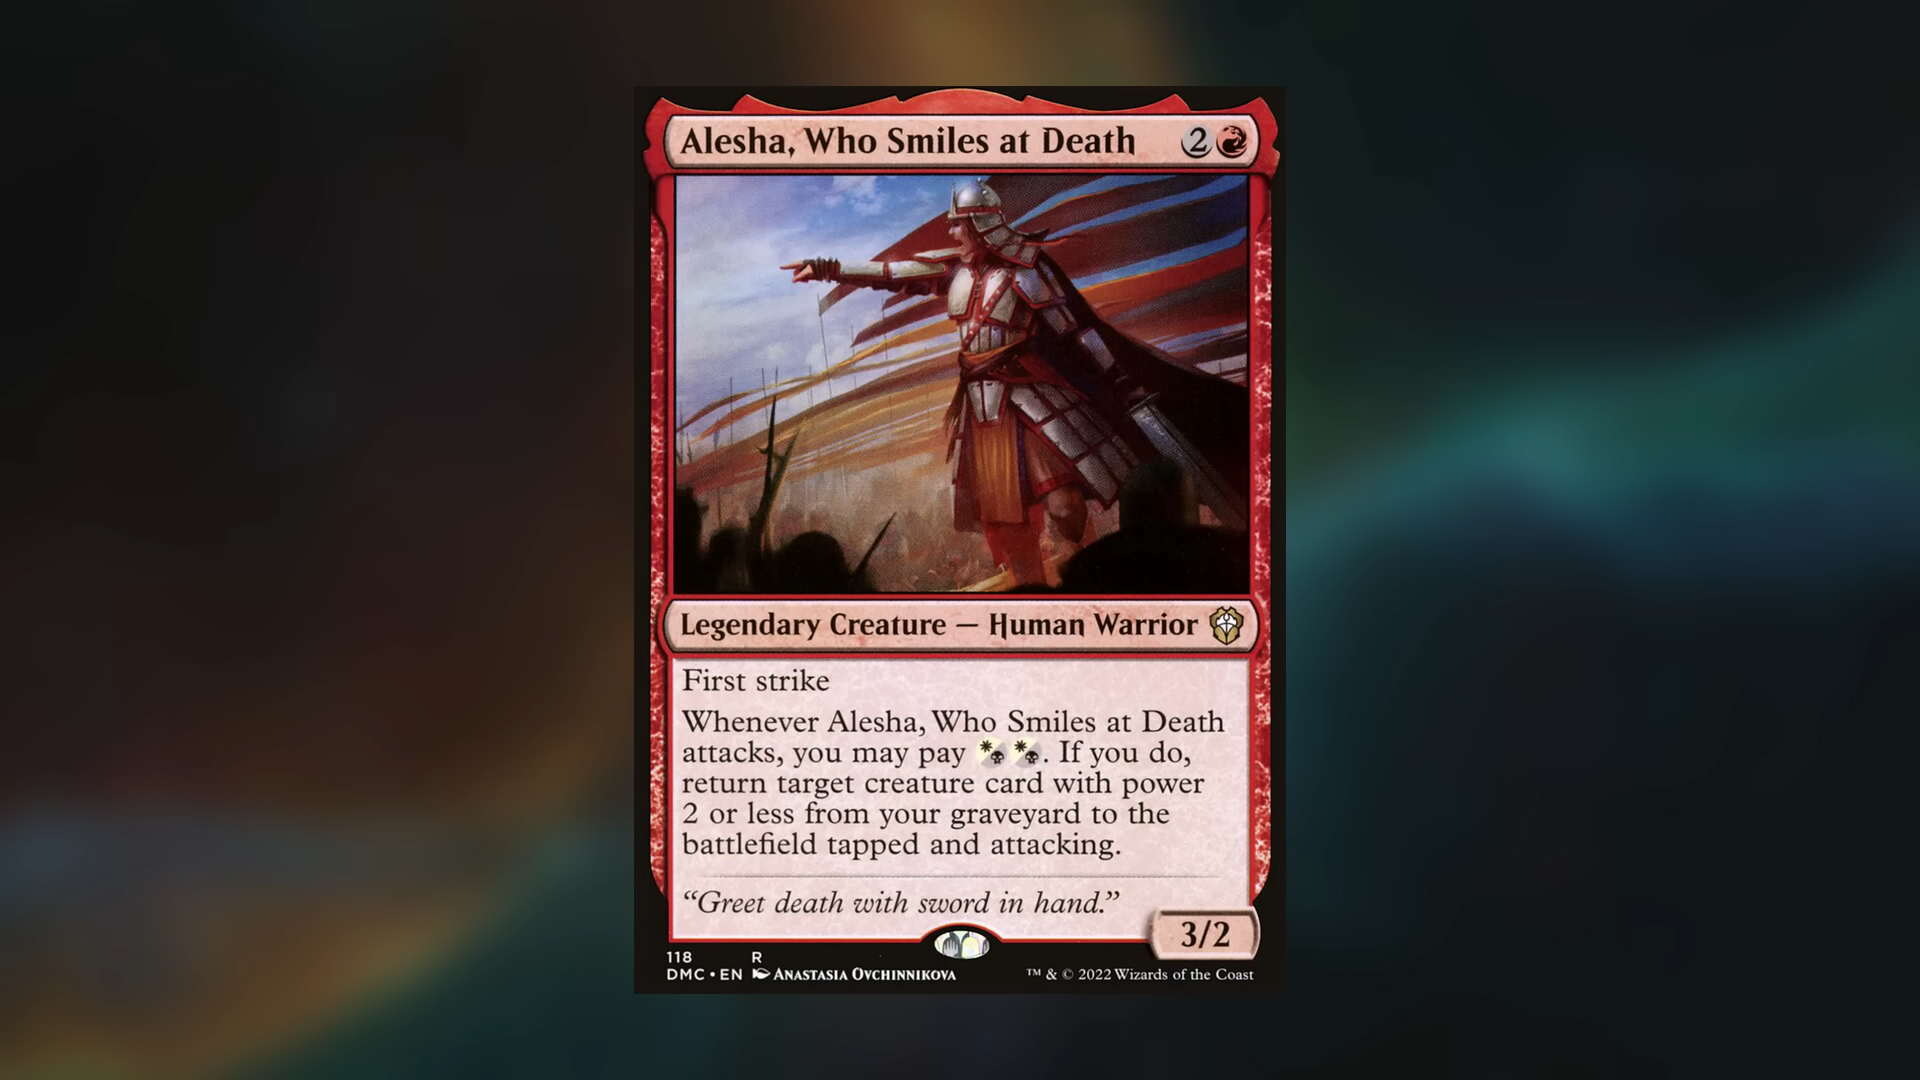 Alesha, Who Smiles at Death 2
Legendary Creature — Human Warrior
First strike
Whenever Alesha, Who Smiles at Death
attacks, you may pay . If you do,
return target creature card with power
2 or less from your graveyard to the
battlefield tapped and attacking.
“Greet death with sword in hand.”
3/2
118 R
DMC • EN ANASTASIA OVCHINNIKOVA ™ & © 2022 Wizards of the Coast